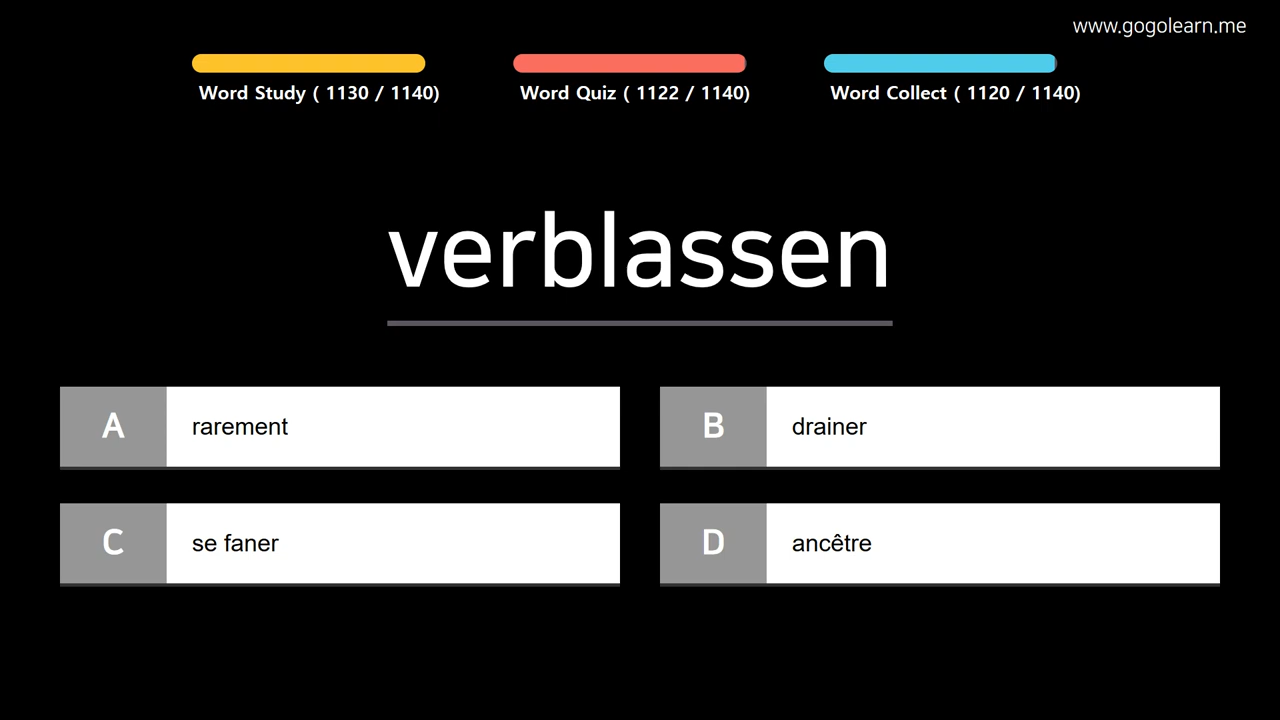 www.gogolearn.me
Word Study ( 1130 / 1140)
Word Quiz ( 1122 / 1140)
Word Collect ( 1120 / 1140)
verblassen
A rarement
B drainer
C se faner
D ancêtre